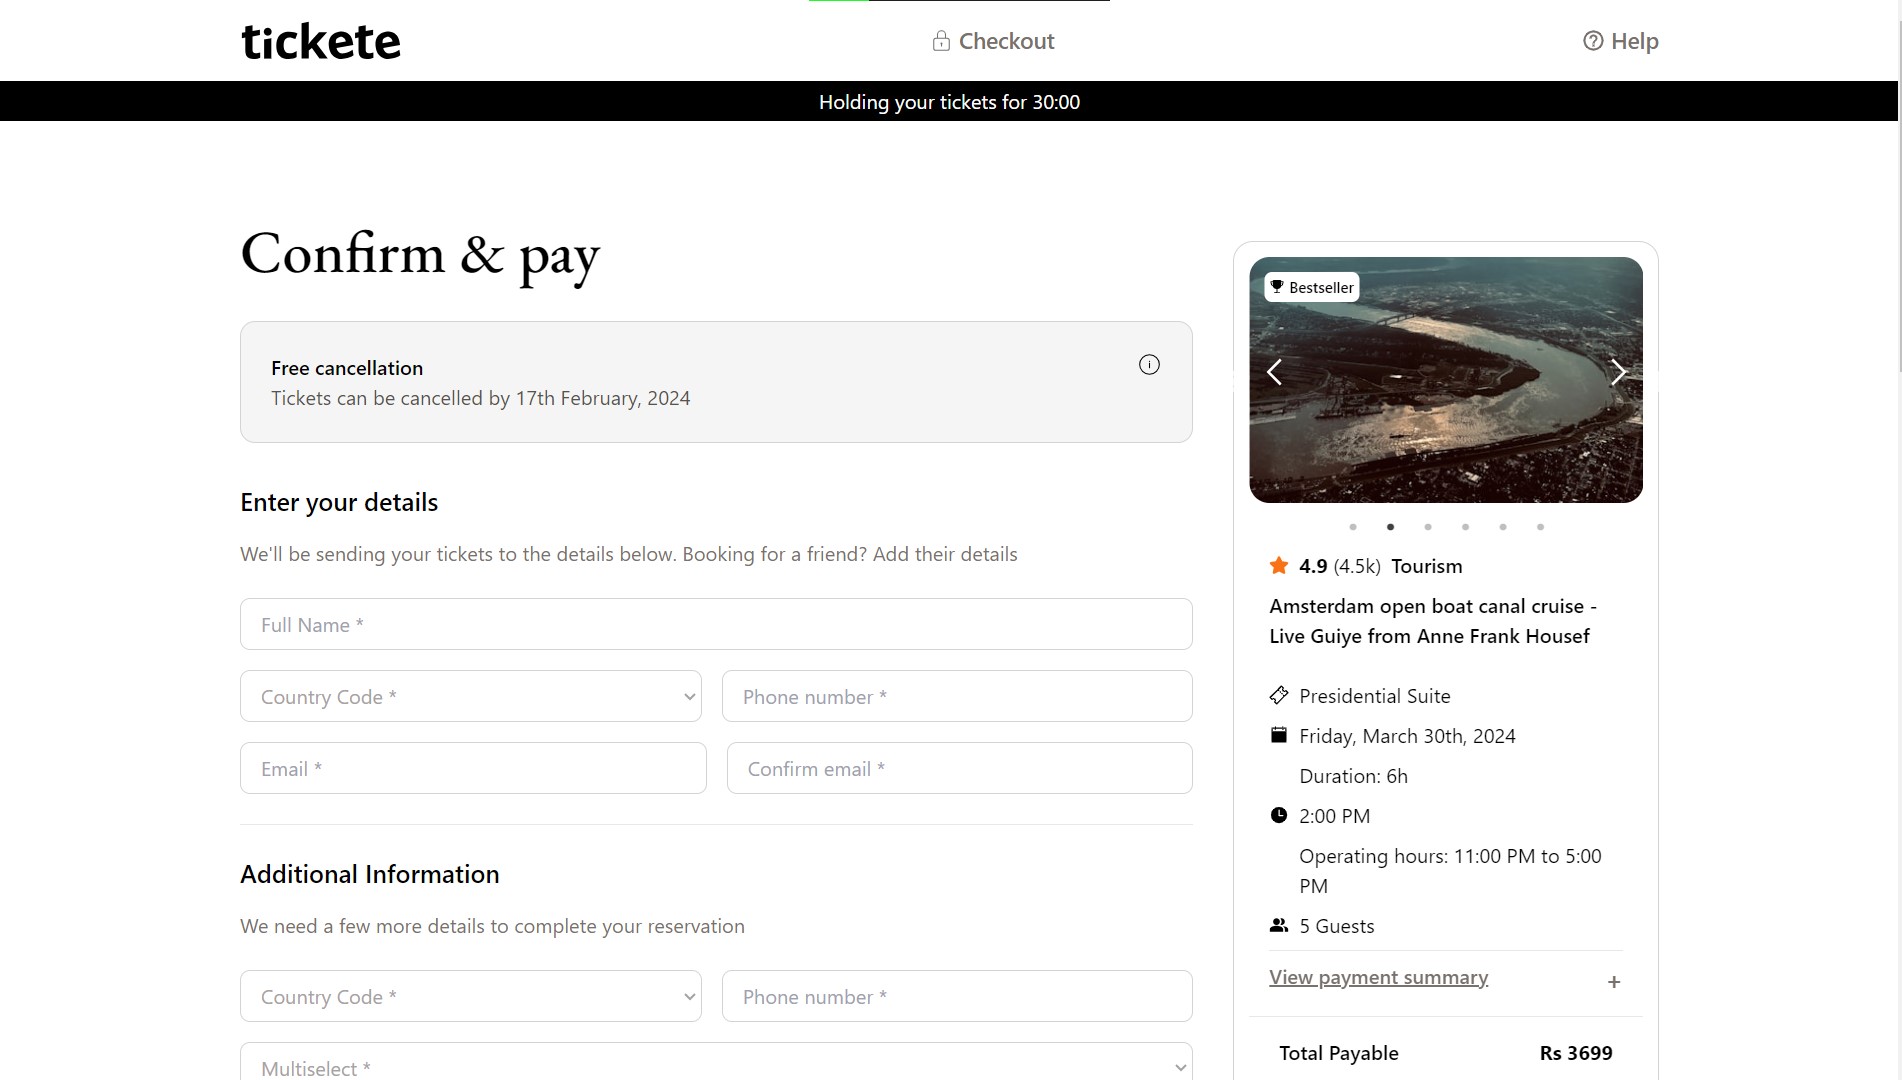 tickete
Checkout
Help
Holding your tickets for 30:00
Confirm & pay
Free cancellation
Tickets can be cancelled by 17th February, 2024
Enter your details
We'll be sending your tickets to the details below. Booking for a friend? Add their details
Full Name *
Country Code *
Phone number *
Email *
Confirm email *
Additional Information
We need a few more details to complete your reservation
Country Code *
Phone number *
Multiselect *
Bestseller
4.9 (4.5k) Tourism
Amsterdam open boat canal cruise -
Live Guiye from Anne Frank Housef
Presidential Suite
Friday, March 30th, 2024
Duration: 6h
2:00 PM
Operating hours: 11:00 PM to 5:00
PM
5 Guests
View payment summary +
Total Payable Rs 3699